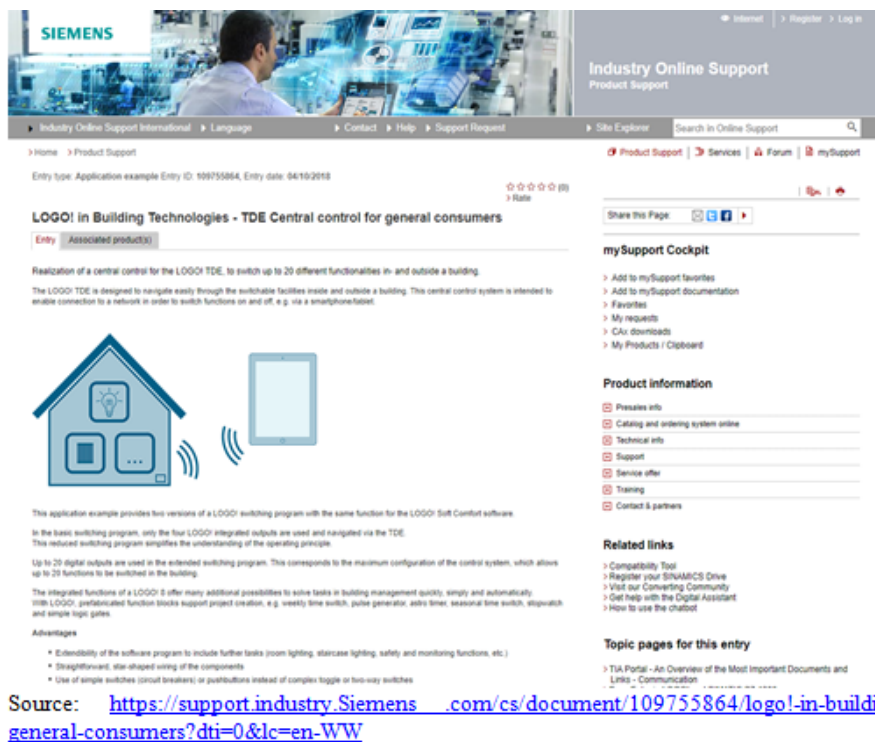 SIEMENS
Internet > Register > Log in
Industry Online Support
Product Support
Industry Online Support International Language Contact Help Support Request Site Explorer Search in Online Support
>Home >Product Support
Product Support | Services | Forum | mySupport
Entry type: Application example Entry ID: 109755864, Entry date: 04/10/2018
(0)
> Rate
LOGO! in Building Technologies - TDE Central control for general consumers
Entry Associated product(s)
Realization of a central control for the LOGO! TDE, to switch up to 20 different functionalities in- and outside a building.
The LOGO! TDE is designed to navigate easily through the switchable facilities inside and outside a building. This central control system is intended to
enable connection to a network in order to switch functions on and off, e.g. via a smartphone/tablet.
...
This application example provides two versions of a LOGO! switching program with the same function for the LOGO! Soft Comfort software.
In the basic switching program, only the four LOGO! integrated outputs are used and navigated via the TDE.
This reduced switching program simplifies the understanding of the operating principle.
Up to 20 digital outputs are used in the extended switching program. This corresponds to the maximum configuration of the control system, which allows
up to 20 functions to be switched in the building.
The integrated functions of a LOGO! 8 offer many additional possibilities to solve tasks in building management quickly, simply and automatically.
With LOGO!, prefabricated function blocks support project creation, e.g. weekly time switch, pulse generator, astro timer, seasonal time switch, stopwatch
and simple logic gates.
Advantages
• Extendibility of the software program to include further tasks (room lighting, staircase lighting, safety and monitoring functions, etc.)
• Straightforward, star-shaped wiring of the components
• Use of simple switches (circuit breakers) or pushbuttons instead of complex toggle or two-way switches
Share this Page:
mySupport Cockpit
> Add to mySupport favorites
> Add to mySupport documentation
> Favorites
> My requests
> CAx downloads
> My Products / Clipboard
Product information
Presales info
Catalog and ordering system online
Technical info
Support
Service offer
Training
Contact & partners
Related links
> Compatibility Tool
> Register your SINAMICS Drive
> Visit our Converting Community
> Get help with the Digital Assistant
> How to use the chatbot
Topic pages for this entry
> TIA Portal - An Overview of the Most Important Documents and
Links - Communication
Source: https://support.industry.Siemens .com/cs/document/109755864/logo!-in-buildi
general-consumers?dti=0&lc=en-WW